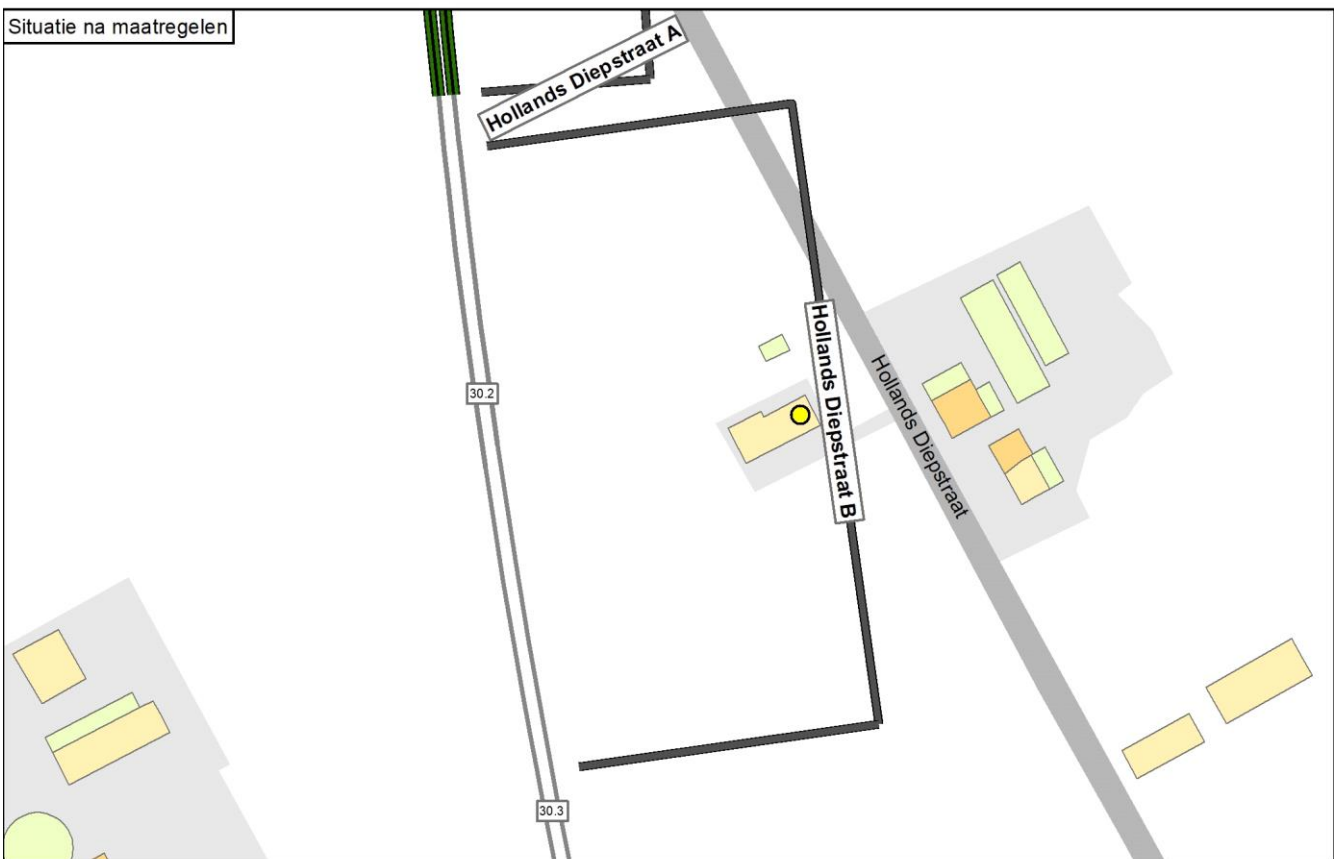 Situatie na maatregelen
Hollands Diepstraat A
Hollands Diepstraat B
Hollands Diepstraat
30.2
30.3